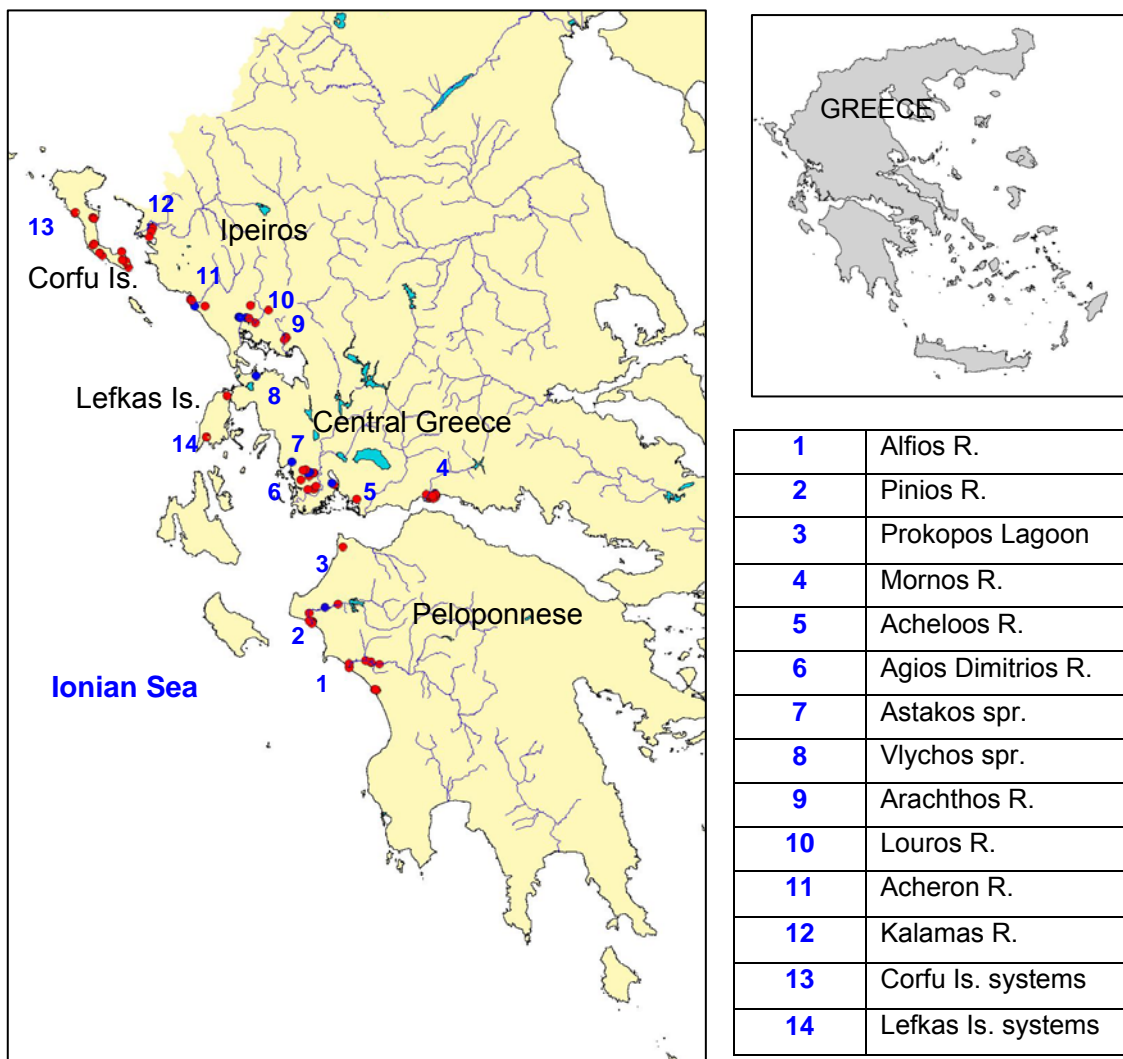 12
13
Ipeiros
Corfu Is.
11
10
9
Lefkas Is.
8
Central Greece
14
7
4
6
5
3
Peloponnese
2
1
Ionian Sea
GREECE
1 Alfios R.
2 Pinios R.
3 Prokopos Lagoon
4 Mornos R.
5 Acheloos R.
6 Agios Dimitrios R.
7 Astakos spr.
8 Vlychos spr.
9 Arachthos R.
10 Louros R.
11 Acheron R.
12 Kalamas R.
13 Corfu Is. systems
14 Lefkas Is. systems